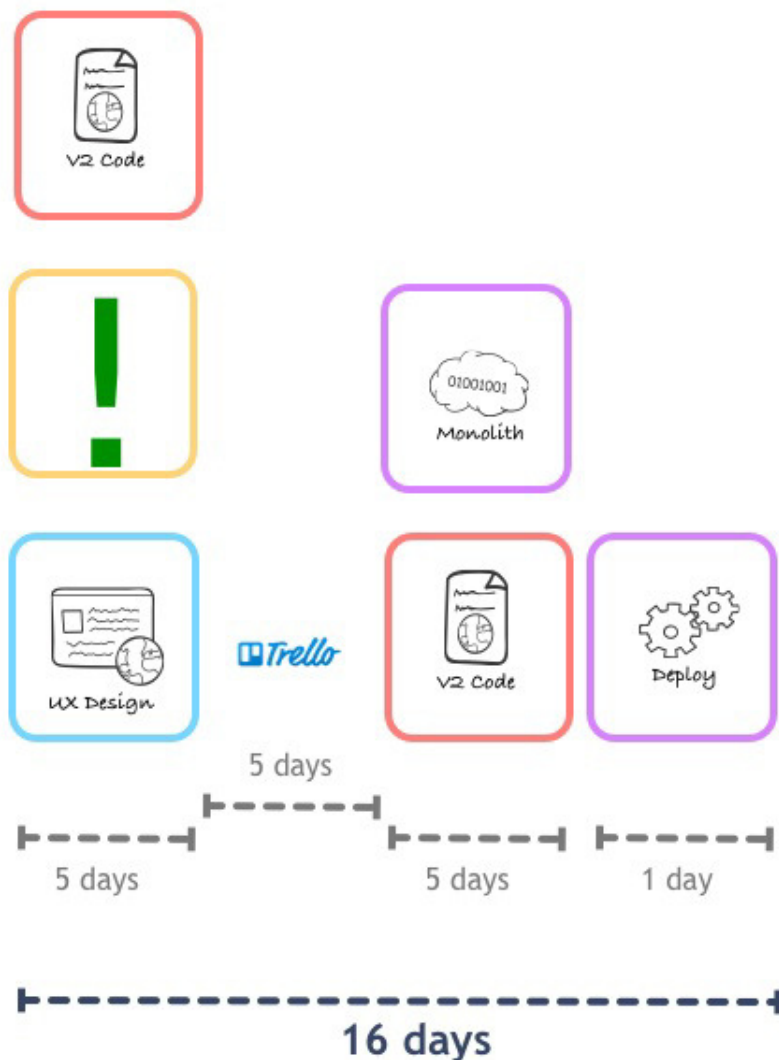 V2 Code
!
01001001
Monolith
UX Design
Trello
V2 Code
Deploy
5 days
5 days
5 days
1 day
16 days